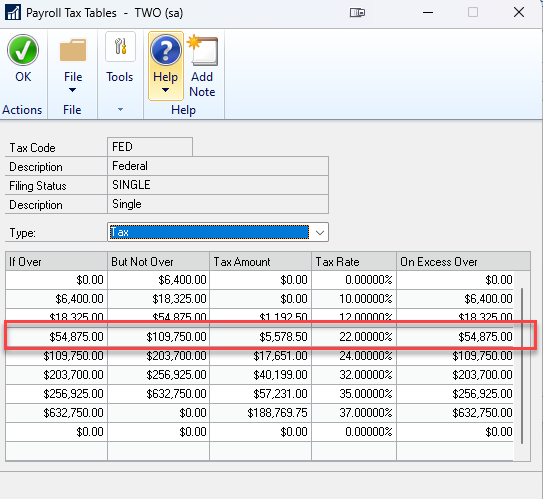 Payroll Tax Tables - TWO (sa)
OK File Tools Help Add Note
Actions File Help
Tax Code FED
Description Federal
Filing Status SINGLE
Description Single
Type: Tax
If Over But Not Over Tax Amount Tax Rate On Excess Over
$0.00 $6,400.00 $0.00 0.00000% $0.00
$6,400.00 $18,325.00 $0.00 10.00000% $6,400.00
$18,325.00 $54,875.00 $1,192.50 12.00000% $18,325.00
$54,875.00 $109,750.00 $5,578.50 22.00000% $54,875.00
$109,750.00 $203,700.00 $17,651.00 24.00000% $109,750.00
$203,700.00 $256,925.00 $40,199.00 32.00000% $203,700.00
$256,925.00 $632,750.00 $57,231.00 35.00000% $256,925.00
$632,750.00 $0.00 $188,769.75 37.00000% $632,750.00
$0.00 $0.00 $0.00 0.00000% $0.00